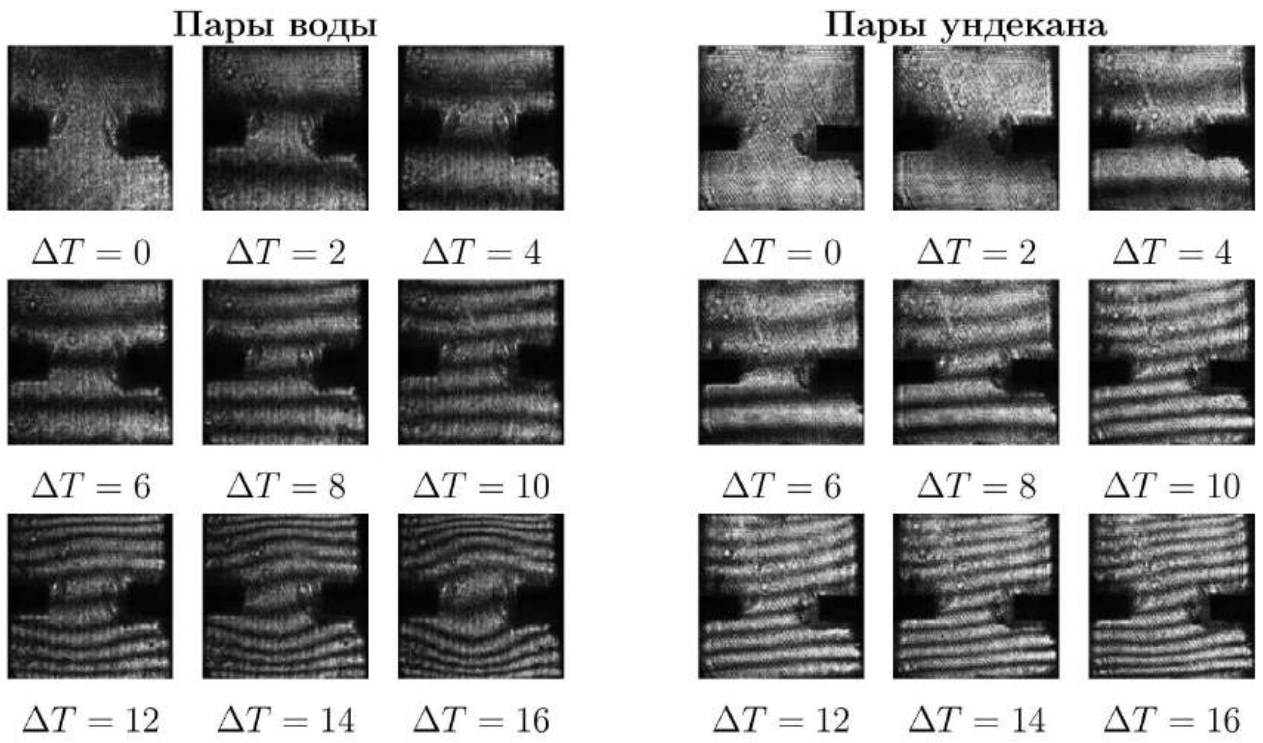 Пары воды
Пары ундекана
ΔT = 0
ΔT = 2
ΔT = 4
ΔT = 0
ΔT = 2
ΔT = 4
ΔT = 6
ΔT = 8
ΔT = 10
ΔT = 6
ΔT = 8
ΔT = 10
ΔT = 12
ΔT = 14
ΔT = 16
ΔT = 12
ΔT = 14
ΔT = 16